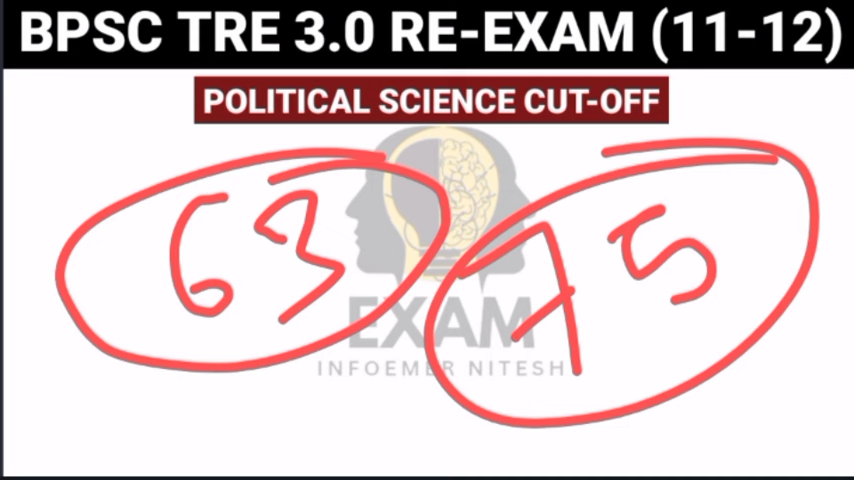 BPSC TRE 3.0 RE-EXAM (11-12)
POLITICAL SCIENCE CUT-OFF
63 75
EXAM
INFOEMER NITESH